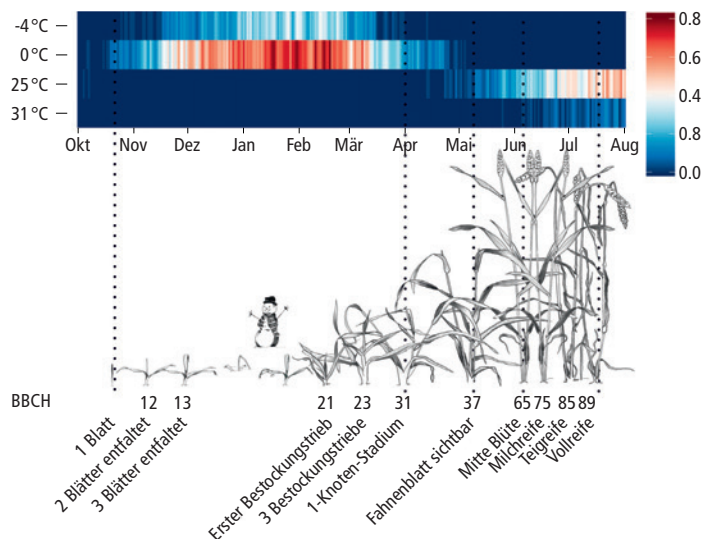 -4°C
0°C
25°C
31°C
Okt Nov Dez Jan Feb Mär Apr Mai Jun Jul Aug
0.8
0.6
0.4
0.8
0.0
BBCH 12 13 21 23 31 37 65 75 85 89
1 Blatt
2 Blätter entfaltet
3 Blätter entfaltet
Erster Bestockungstrieb
3 Bestockungstriebe
1-Knoten-Stadium
Fahnenblatt sichtbar
Mitte Blüte
Milchreife
Teigreife
Vollreife